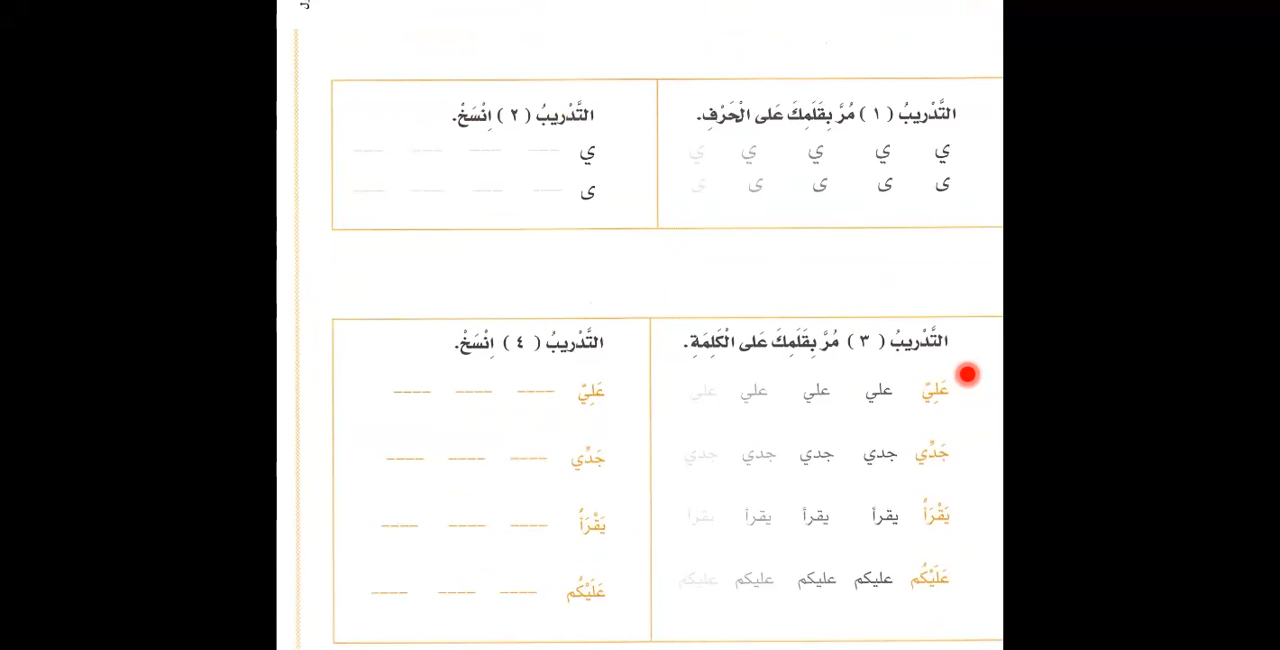 التَّدْرِيبُ ( ١ ) مُرَّ بِقَلَمِكَ عَلى الْحَرْفِ.
ي ي ي ي ي
ى ى ى ى ى
التَّدْرِيبُ ( ٢ ) اِنْسَخْ.
ي
ى
التَّدْرِيبُ ( ٣ ) مُرَّ بِقَلَمِكَ عَلى الْكَلِمَةِ.
عَلِيّ علي علي علي علي
جَدِّي جدي جدي جدي جدي
يَقْرَأُ يقرأ يقرأ يقرأ يقرأ
عَلَيْكُم عليكم عليكم عليكم عليكم
التَّدْرِيبُ ( ٤ ) اِنْسَخْ.
عَلِيّ
جَدِّي
يَقْرَأُ
عَلَيْكُم